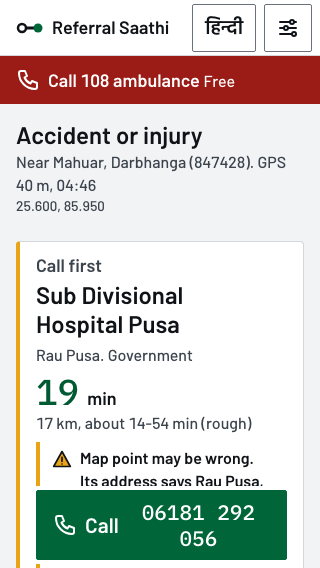 Referral Saathi
हिन्दी
Call 108 ambulance Free
Accident or injury
Near Mahuar, Darbhanga (847428). GPS
40 m, 04:46
25.600, 85.950
Call first
Sub Divisional
Hospital Pusa
Rau Pusa. Government
19 min
17 km, about 14-54 min (rough)
Map point may be wrong.
Its address says Rau Pusa.
Call 06181 292
056